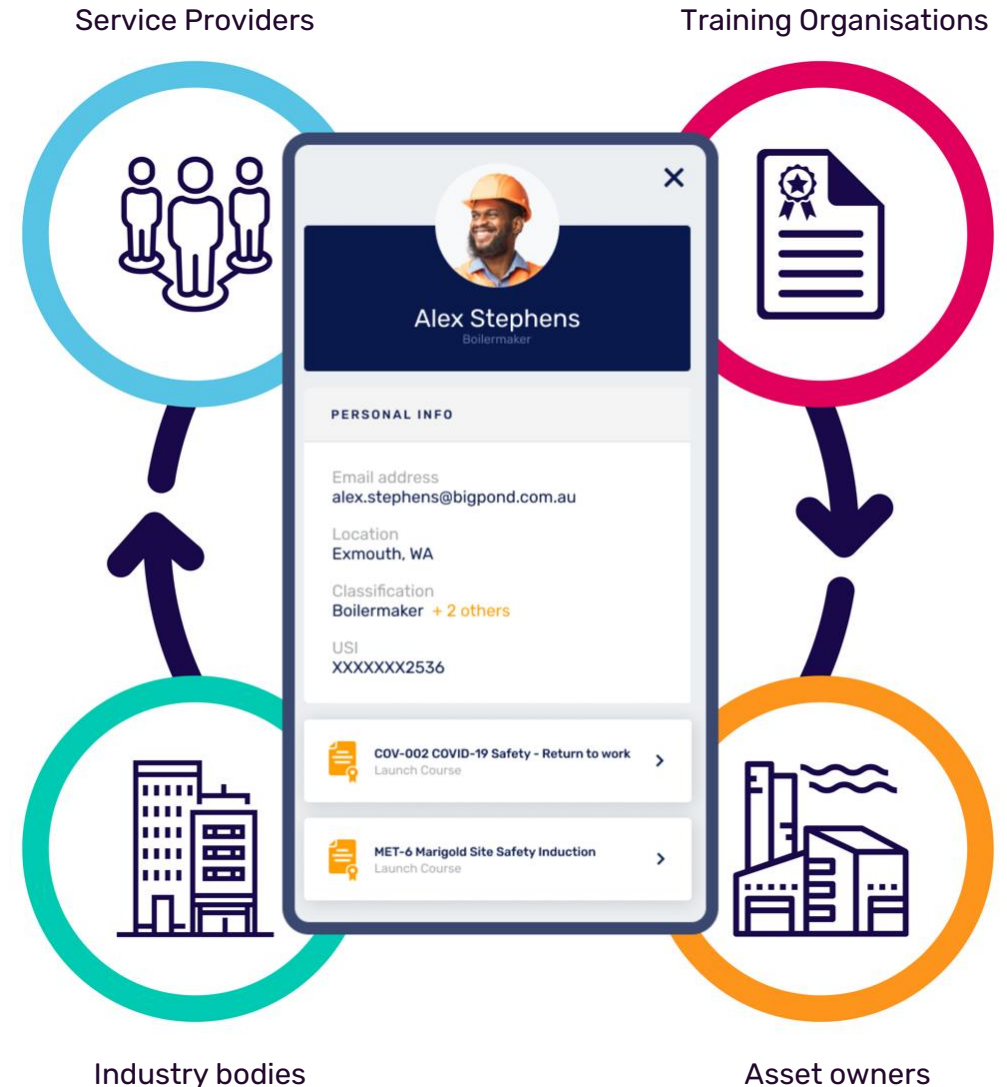 Service Providers
Training Organisations
Alex Stephens
Boilermaker
PERSONAL INFO
Email address
alex.stephens@bigpond.com.au
Location
Exmouth, WA
Classification
Boilermaker + 2 others
USI
XXXXXXX2536
COV-002 COVID-19 Safety - Return to work
Launch Course
MET-6 Marigold Site Safety Induction
Launch Course
Industry bodies
Asset owners